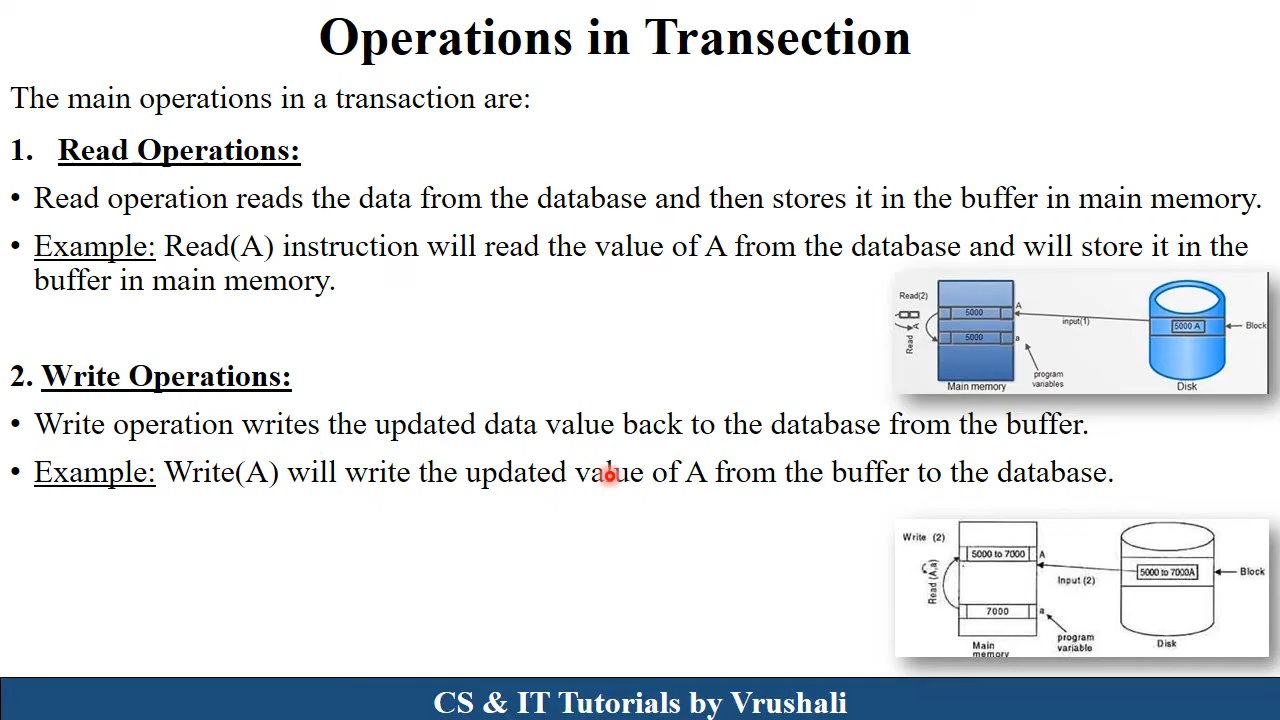 Operations in Transection
The main operations in a transaction are:
1. Read Operations:
• Read operation reads the data from the database and then stores it in the buffer in main memory.
• Example: Read(A) instruction will read the value of A from the database and will store it in the
buffer in main memory.
Read(2)
5000
A
Read A
5000
a
input(1)
5000 A
Block
program
variables
Main memory
Disk
2. Write Operations:
• Write operation writes the updated data value back to the database from the buffer.
• Example: Write(A) will write the updated value of A from the buffer to the database.
Write (2)
5000 to 7000
A
Read (A,a)
Input (2)
5000 to 7000A
Block
7000
a
program
variable
Main
memory
Disk
CS & IT Tutorials by Vrushali